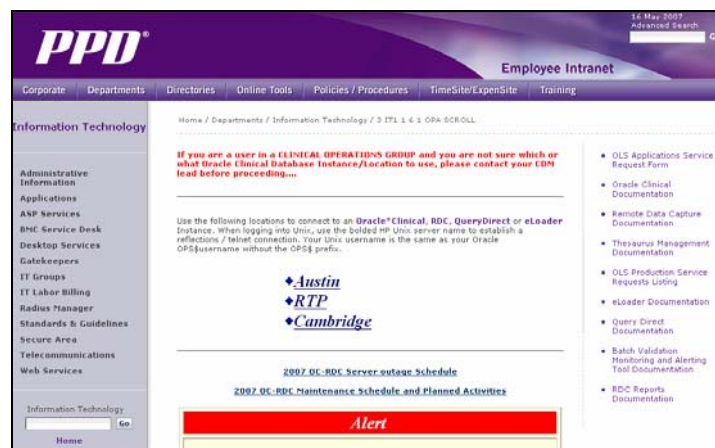 PPD®
16 May 2007
Advanced Search
Employee Intranet
Corporate Departments Directories Online Tools Policies / Procedures TimeSite/ExpenSite Training
Information Technology
Administrative
Information
Applications
ASP Services
BMC Service Desk
Desktop Services
Gatekeepers
IT Groups
IT Labor Billing
Radius Manager
Standards & Guidelines
Secure Area
Telecommunications
Web Services
Information Technology
Go
Home
Home / Departments / Information Technology / 3 IT1 1 6 1 OPA SCROLL
If you are a user in a CLINICAL OPERATIONS GROUP and you are not sure which or
what Oracle Clinical Database Instance/Location to use, please contact your CDM
lead before proceeding....
Use the following locations to connect to an Oracle*Clinical, RDC, QueryDirect or eLoader
Instance. When logging into Unix, use the bolded HP Unix server name to establish a
reflections / telnet connection. Your Unix username is the same as your Oracle
OPS$username without the OPS$ prefix.
Austin
RTP
Cambridge
2007 OC-RDC Server outage Schedule
2007 OC-RDC Maintenance Schedule and Planned Activities
Alert
OLS Applications Service
Request Form
Oracle Clinical
Documentation
Remote Data Capture
Documentation
Thesaurus Management
Documentation
OLS Production Service
Requests Listing
eLoader Documentation
Query Direct
Documentation
Batch Validation
Monitoring and Alerting
Tool Documentation
RDC Reports
Documentation